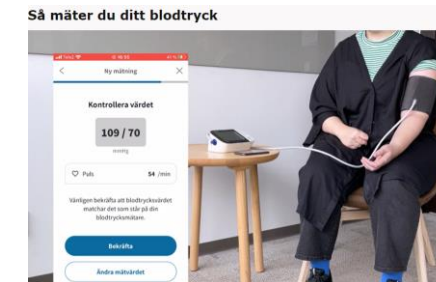 Så mäter du ditt blodtryck
Ny mätning
Kontrollera värdet
109 / 70
mmHg
Puls 54 /min
Vänligen bekräfta att blodtrycksvärdet
matchar det som står på din
blodtrycksmätare.
Bekräfta
Ändra mätvärdet